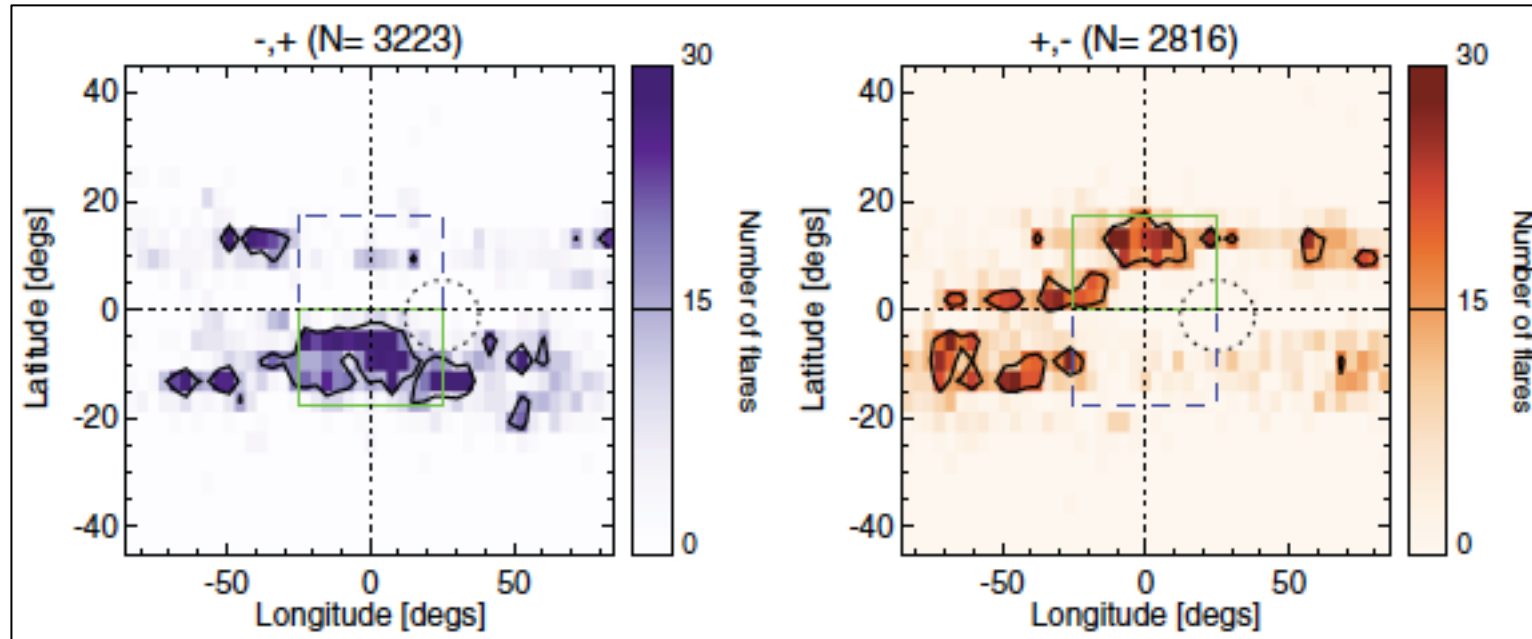 -,+ (N= 3223)
40
20
0
-20
-40
Latitude [degs]
-50 0 50
Longitude [degs]
30
15
0
Number of flares
+,- (N= 2816)
40
20
0
-20
-40
Latitude [degs]
-50 0 50
Longitude [degs]
30
15
0
Number of flares